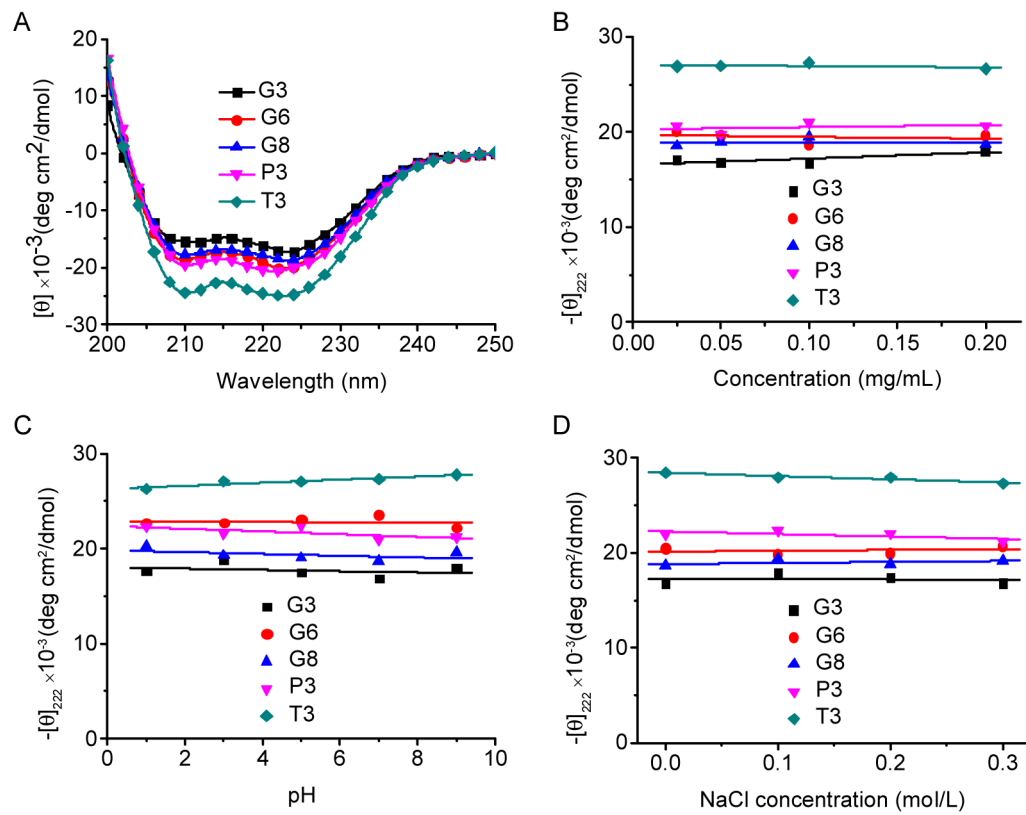 A
[θ] ×10⁻³(deg cm²/dmol)
20
10
0
-10
-20
-30
200
210
220
230
240
250
Wavelength (nm)
G3
G6
G8
P3
T3
B
-[θ]₂₂₂ ×10⁻³(deg cm²/dmol)
30
20
10
0
0.00
0.05
0.10
0.15
0.20
Concentration (mg/mL)
G3
G6
G8
P3
T3
C
-[θ]₂₂₂ ×10⁻³(deg cm²/dmol)
30
20
10
0
0
2
4
6
8
10
pH
G3
G6
G8
P3
T3
D
-[θ]₂₂₂ ×10⁻³(deg cm²/dmol)
30
20
10
0
0.0
0.1
0.2
0.3
NaCl concentration (mol/L)
G3
G6
G8
P3
T3